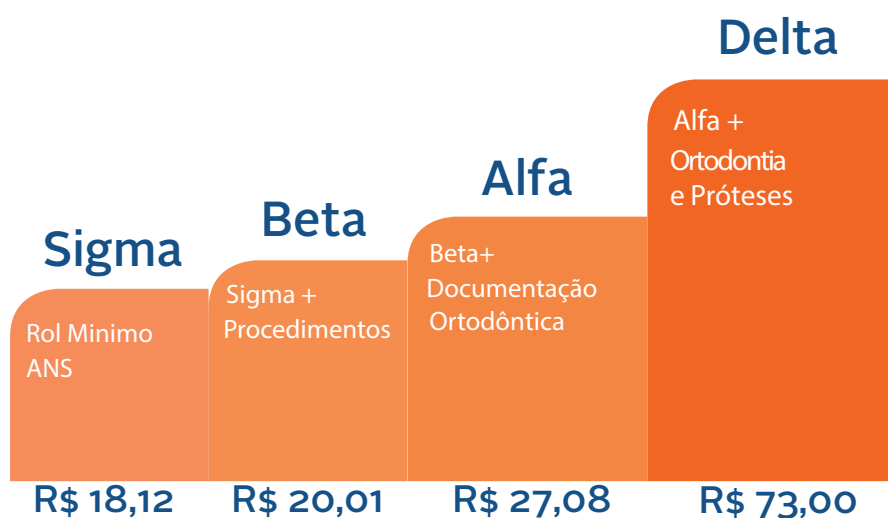 Sigma
Rol Minimo
ANS
R$ 18,12
Beta
Sigma +
Procedimentos
R$ 20,01
Alfa
Beta+
Documentação
Ortodôntica
R$ 27,08
Delta
Alfa +
Ortodontia
e Próteses
R$ 73,00